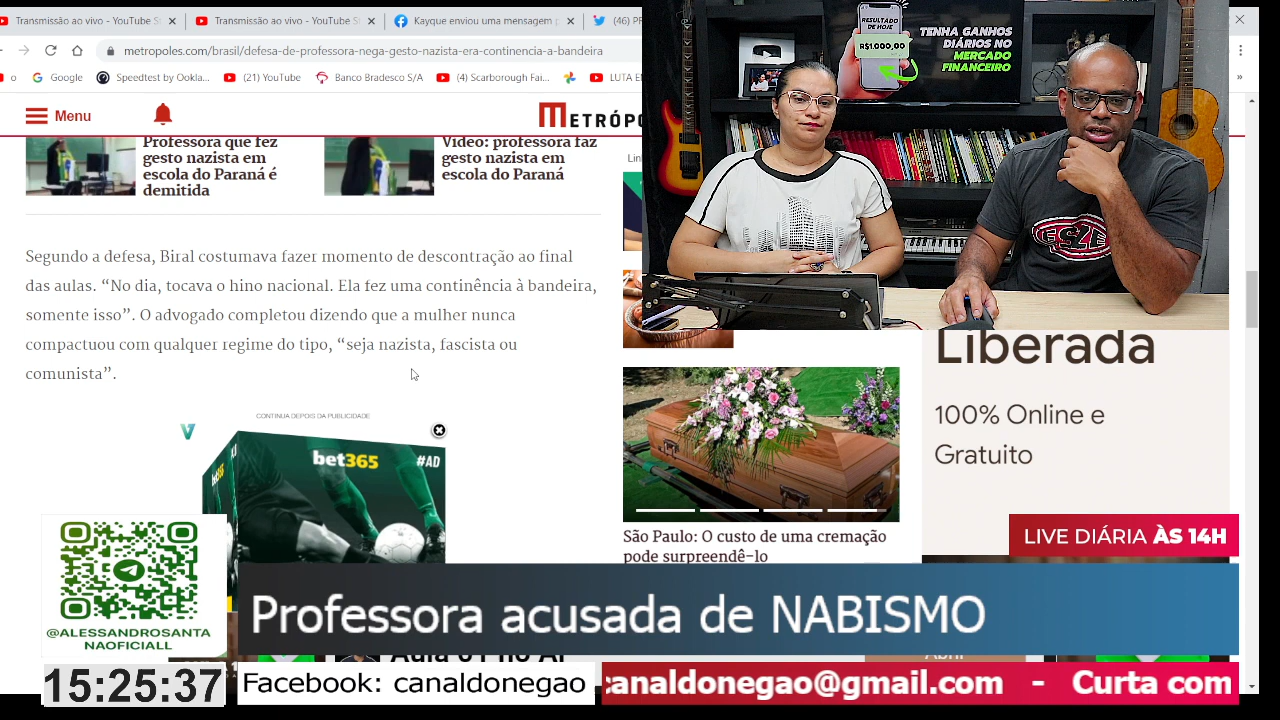 Transmissão ao vivo - YouTube S
Transmissão ao vivo - YouTube S
Kayque enviou uma mensagem p
metropoles.com/brasil/defesa-de-professora-nega-gesto-nazista-era-continencia-a-bandeira
o
Google
Speedtest by Ookla...
(21) YouTube
Banco Bradesco S/A
(4) Scarborough Fai...
LUTA EM
»
Menu
METRÓPO
Professora que fez
gesto nazista em
escola do Paraná é
demitida
Vídeo: professora faz
gesto nazista em
escola do Paraná
Segundo a defesa, Biral costumava fazer momento de descontração ao final
das aulas. “No dia, tocava o hino nacional. Ela fez uma continência à bandeira,
somente isso”. O advogado completou dizendo que a mulher nunca
compactuou com qualquer regime do tipo, “seja nazista, fascista ou
comunista”.
CONTINUA DEPOIS DA PUBLICIDADE
bet365
#AD
RESULTADO
DE HOJE
R$1.000,00
TENHA GANHOS
DIÁRIOS NO
MERCADO
FINANCEIRO
Liberada
100% Online e
Gratuito
São Paulo: O custo de uma cremação
pode surpreendê-lo
LIVE DIÁRIA ÀS 14H
@ALESSANDROSANTA
NAOFICIALL
Professora acusada de NABISMO
15:25:37
Facebook: canaldonegao
canaldonegao@gmail.com - Curta com